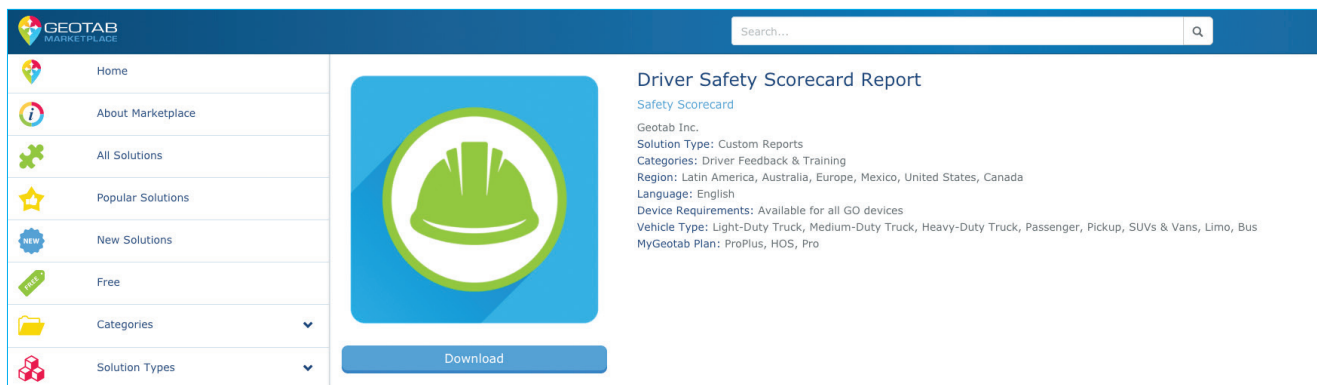 GEOTAB
MARKETPLACE
Search...
Home
About Marketplace
All Solutions
Popular Solutions
NEW
New Solutions
FREE
Free
Categories
Solution Types
Download
Driver Safety Scorecard Report
Safety Scorecard
Geotab Inc.
Solution Type: Custom Reports
Categories: Driver Feedback & Training
Region: Latin America, Australia, Europe, Mexico, United States, Canada
Language: English
Device Requirements: Available for all GO devices
Vehicle Type: Light-Duty Truck, Medium-Duty Truck, Heavy-Duty Truck, Passenger, Pickup, SUVs & Vans, Limo, Bus
MyGeotab Plan: ProPlus, HOS, Pro